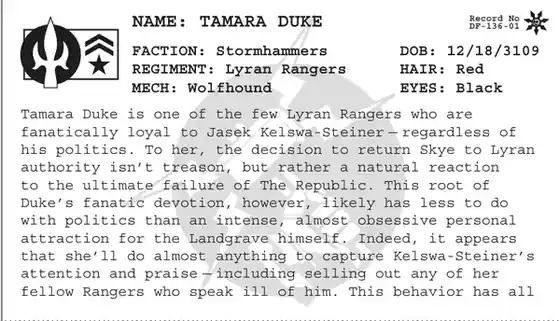 NAME: TAMARA DUKE
Record No
DF-136-01
FACTION: Stormhammers
DOB: 12/18/3109
REGIMENT: Lyran Rangers
HAIR: Red
MECH: Wolfhound
EYES: Black
Tamara Duke is one of the few Lyran Rangers who are
fanatically loyal to Jasek Kelswa-Steiner—regardless of
his politics. To her, the decision to return Skye to Lyran
authority isn't treason, but rather a natural reaction
to the ultimate failure of The Republic. This root of
Duke's fanatic devotion, however, likely has less to do
with politics than an intense, almost obsessive personal
attraction for the Landgrave himself. Indeed, it appears
that she'll do almost anything to capture Kelswa-Steiner's
attention and praise—including selling out any of her
fellow Rangers who speak ill of him. This behavior has all